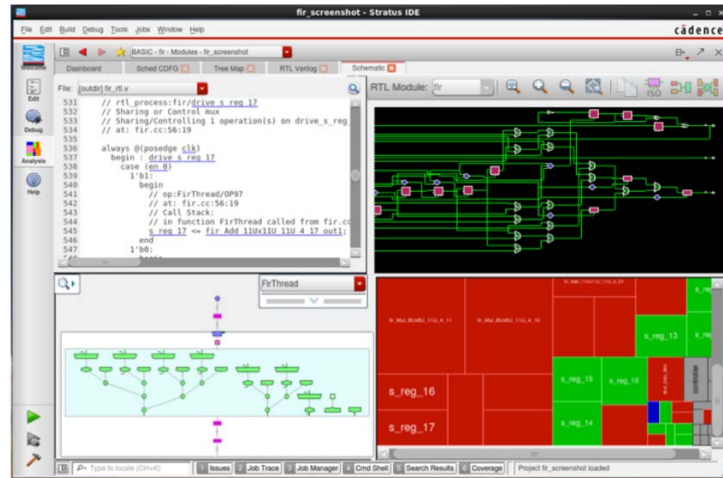 fir_screenshot - Stratus IDE
File Edit Build Debug Tools Jobs Window Help
cādence
Welcome
BASIC - fir - Modules - fir_screenshot
Dashboard Sched CDFG Tree Map RTL Verilog Schematic
File: [outdir] fir_rtl.v
RTL Module: fir
Edit
Debug
Analysis
Help
ISO
531 // rtl_process:fir/drive_s_reg_17
532 // Sharing or Control mux
533 // Sharing/Controlling 1 operation(s) on drive_s_reg_
534 // at: fir.cc:56:19
535
536 always @(posedge clk)
537 begin : drive_s_reg_17
538 case (en_0)
539 1'b1:
540 begin
541 // op:FirThread/OP97
542 // at: fir.cc:56:19
543 // Call Stack:
544 // in function FirThread called from fir.cc
545 s_reg_17 <= fir_Add_11Ux11U_11U_4_17_out1;
546 end
547 1'b0:
FirThread
s_reg_13
s_reg_15
s_reg_10
s_reg_16
s_reg_17
s_reg_14
controller
Type to locate (Ctrl+K)
1 Issues 2 Job Trace 3 Job Manager 4 Cmd Shell 5 Search Results 6 Coverage
Project fir_screenshot loaded